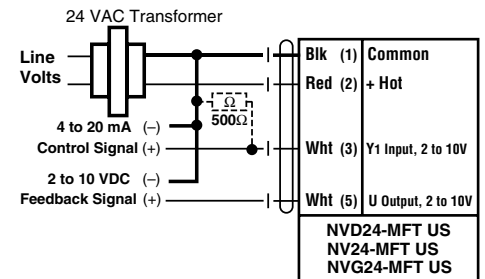 24 VAC Transformer
Line
Volts
Blk (1) Common
Red (2) + Hot
Ω
500Ω
4 to 20 mA (–)
Control Signal (+)
Wht (3) Y1 Input, 2 to 10V
2 to 10 VDC (–)
Feedback Signal (+)
Wht (5) U Output, 2 to 10V
NVD24-MFT US
NV24-MFT US
NVG24-MFT US